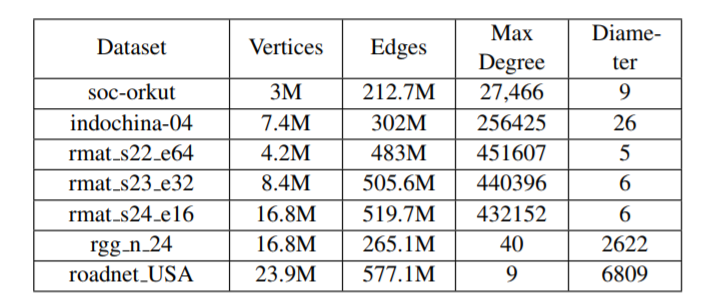 Dataset Vertices Edges Max Degree Diame-ter
soc-orkut 3M 212.7M 27,466 9
indochina-04 7.4M 302M 256425 26
rmat_s22_e64 4.2M 483M 451607 5
rmat_s23_e32 8.4M 505.6M 440396 6
rmat_s24_e16 16.8M 519.7M 432152 6
rgg_n_24 16.8M 265.1M 40 2622
roadnet_USA 23.9M 577.1M 9 6809